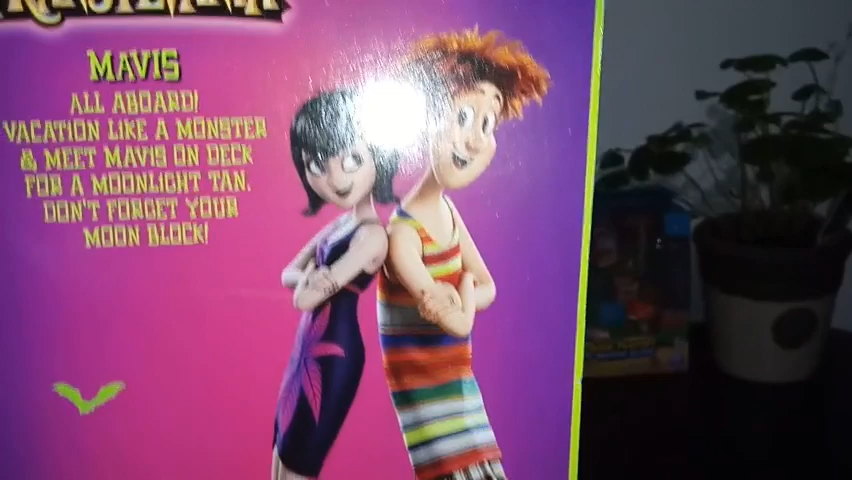 MAVIS
ALL ABOARD!
VACATION LIKE A MONSTER
& MEET MAVIS ON DECK
FOR A MOONLIGHT TAN.
DON'T FORGET YOUR
MOON BLOCK!